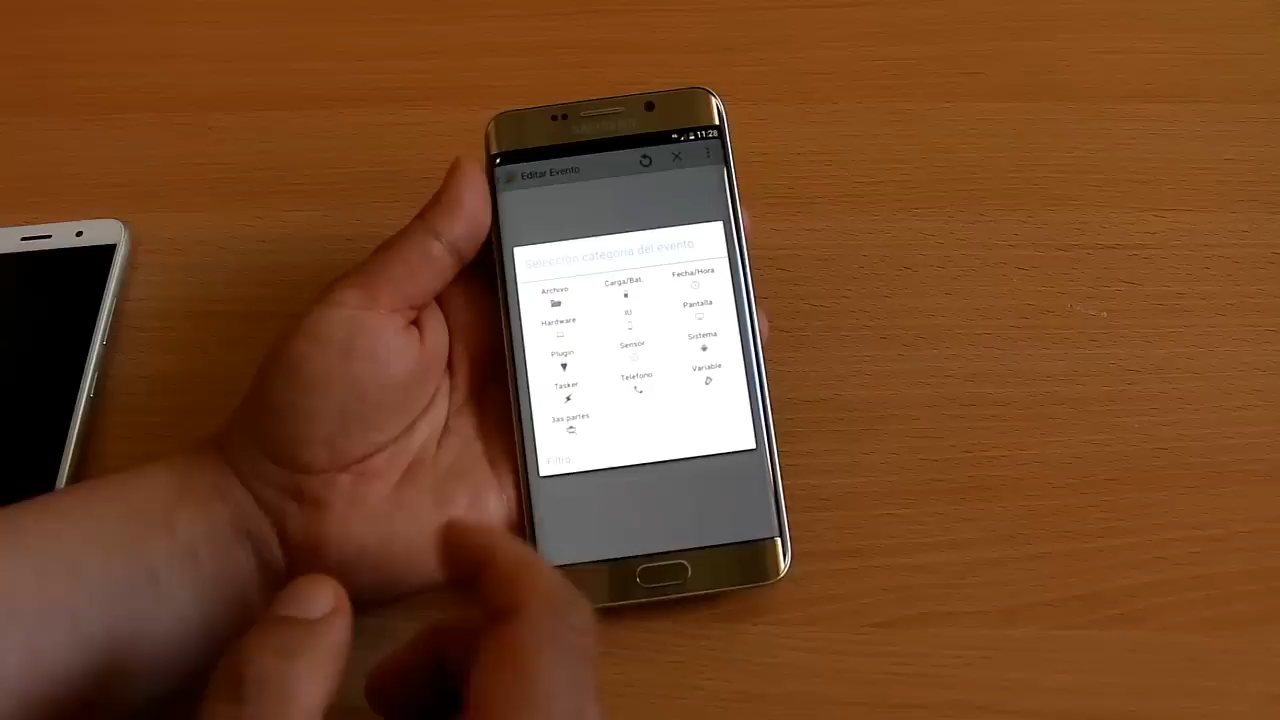 SAMSUNG
11:28
Editar Evento
Selección categoría del evento
Archivo Carga/Bat. Fecha/Hora
Hardware IU Pantalla
Plugin Sensor Sistema
Tasker Teléfono Variable
3as partes
Filtro